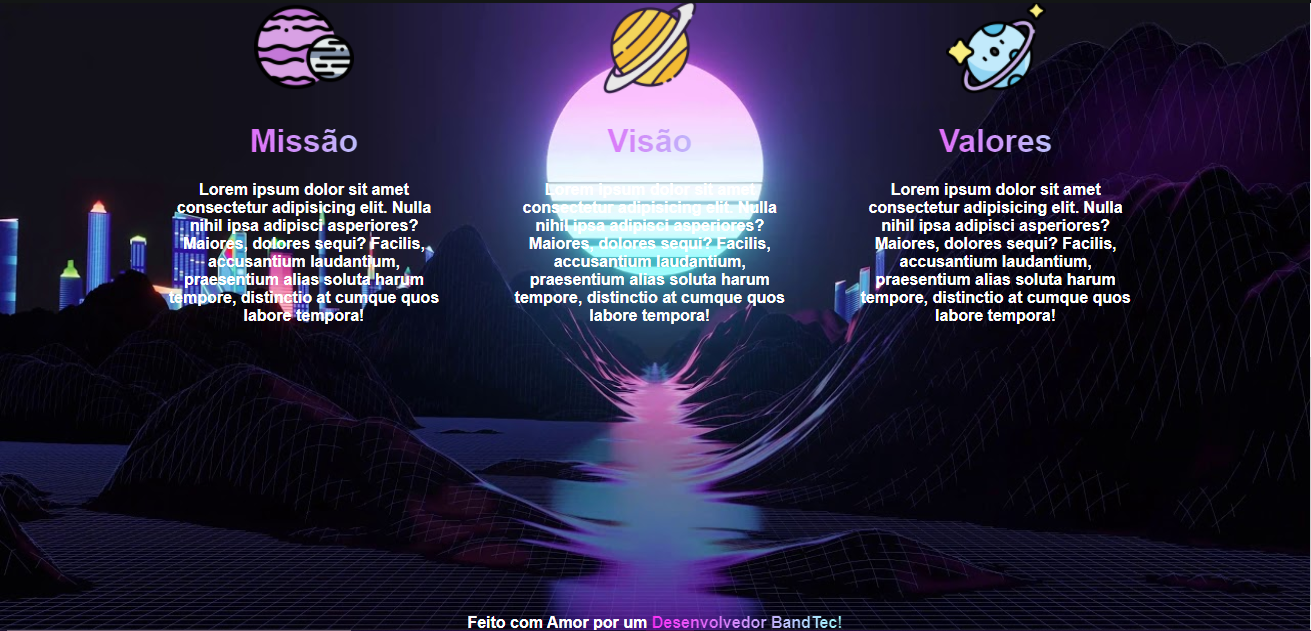 Missão
Visão
Valores
Lorem ipsum dolor sit amet
consectetur adipisicing elit. Nulla
nihil ipsa adipisci asperiores?
Maiores, dolores sequi? Facilis,
accusantium laudantium,
praesentium alias soluta harum
tempore, distinctio at cumque quos
labore tempora!
Lorem ipsum dolor sit amet
consectetur adipisicing elit. Nulla
nihil ipsa adipisci asperiores?
Maiores, dolores sequi? Facilis,
accusantium laudantium,
praesentium alias soluta harum
tempore, distinctio at cumque quos
labore tempora!
Lorem ipsum dolor sit amet
consectetur adipisicing elit. Nulla
nihil ipsa adipisci asperiores?
Maiores, dolores sequi? Facilis,
accusantium laudantium,
praesentium alias soluta harum
tempore, distinctio at cumque quos
labore tempora!
Feito com Amor por um Desenvolvedor BandTec!